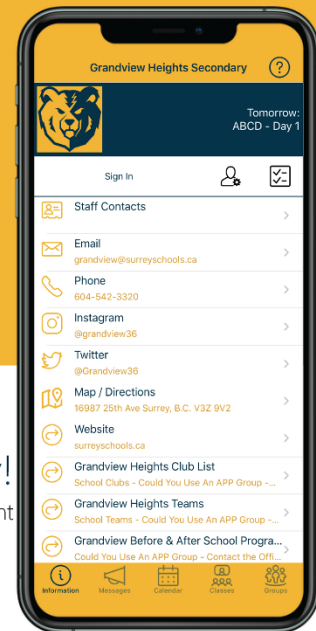 Grandview Heights Secondary
?
Tomorrow:
ABCD - Day 1
Sign In
Staff Contacts
Email
grandview@surreyschools.ca
Phone
604-542-3320
Instagram
@grandview36
Twitter
@Grandview36
Map / Directions
16987 25th Ave Surrey, B.C. V3Z 9V2
Website
surreyschools.ca
Grandview Heights Club List
School Clubs - Could You Use An APP Group -...
Grandview Heights Teams
School Teams - Could You Use An APP Group -...
Grandview Before & After School Progra...
Could You Use An APP Group - Contact the Offi...
Information Messages Calendar Classes Groups